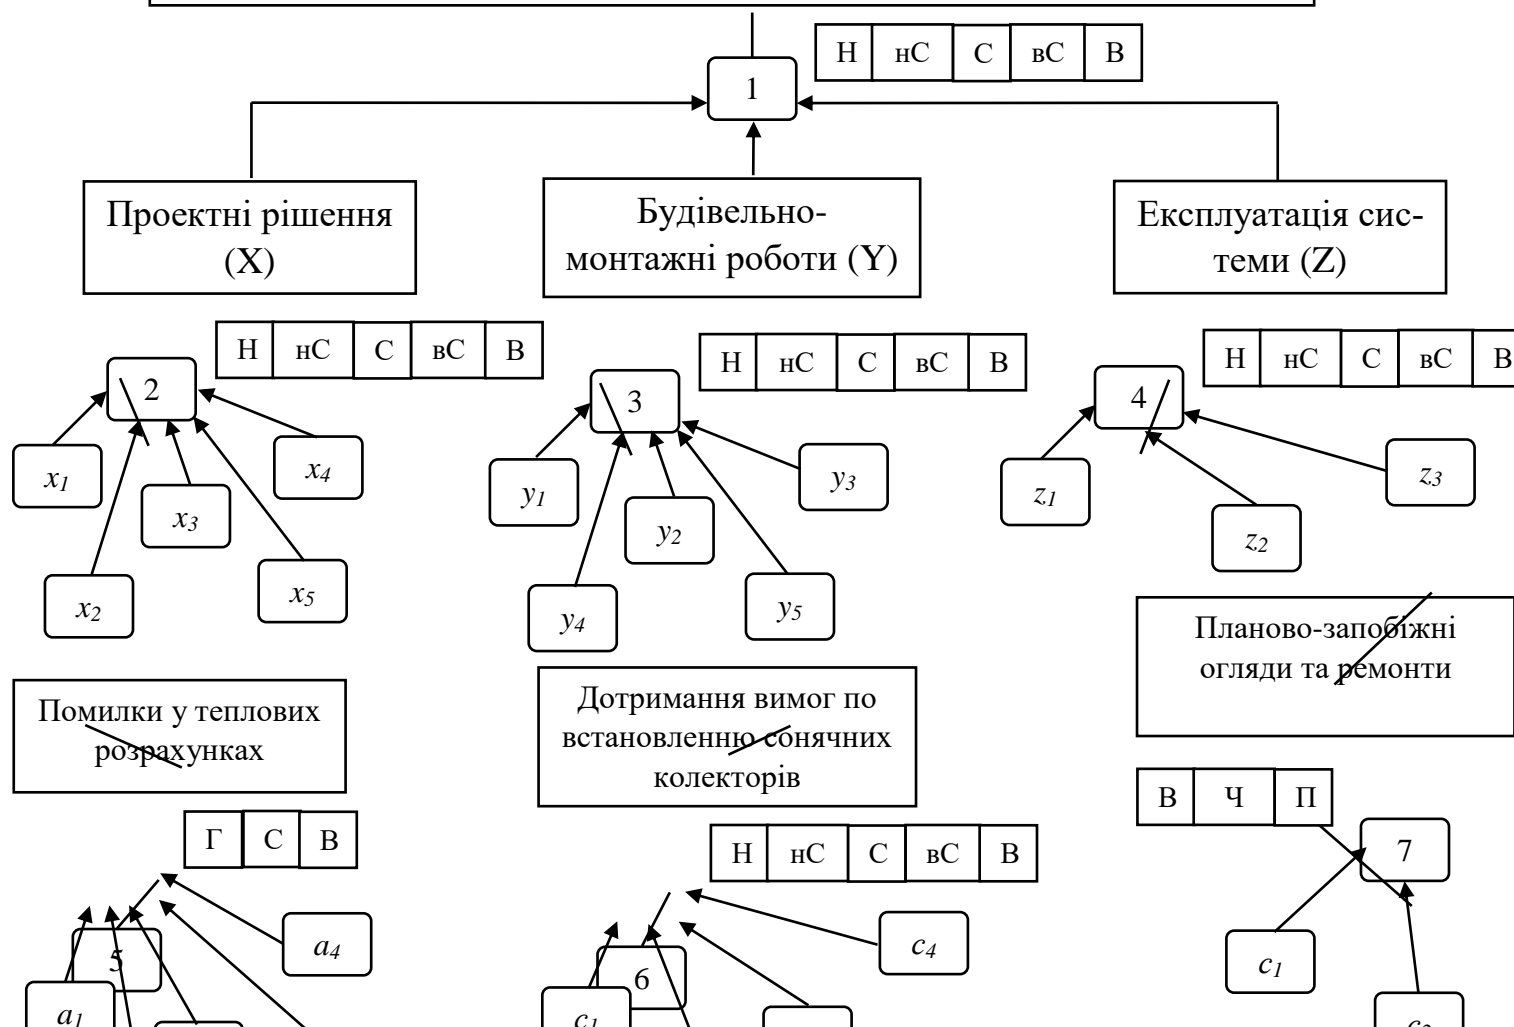 Н нС С вС В
1
Проектні рішення
(X)
Будівельно-
монтажні роботи (Y)
Експлуатація сис-
теми (Z)
Н нС С вС В
Н нС С вС В
Н нС С вС В
2
3
4
x1
x4
x3
x2
x5
y1
y3
y2
y4
y5
z1
z3
z2
Помилки у теплових
розрахунках
Дотримання вимог по
встановленню сонячних
колекторів
Планово-запобіжні
огляди та ремонти
Г С В
Н нС С вС В
В Ч П
5
a4
a1
6
c4
c1
7
c1